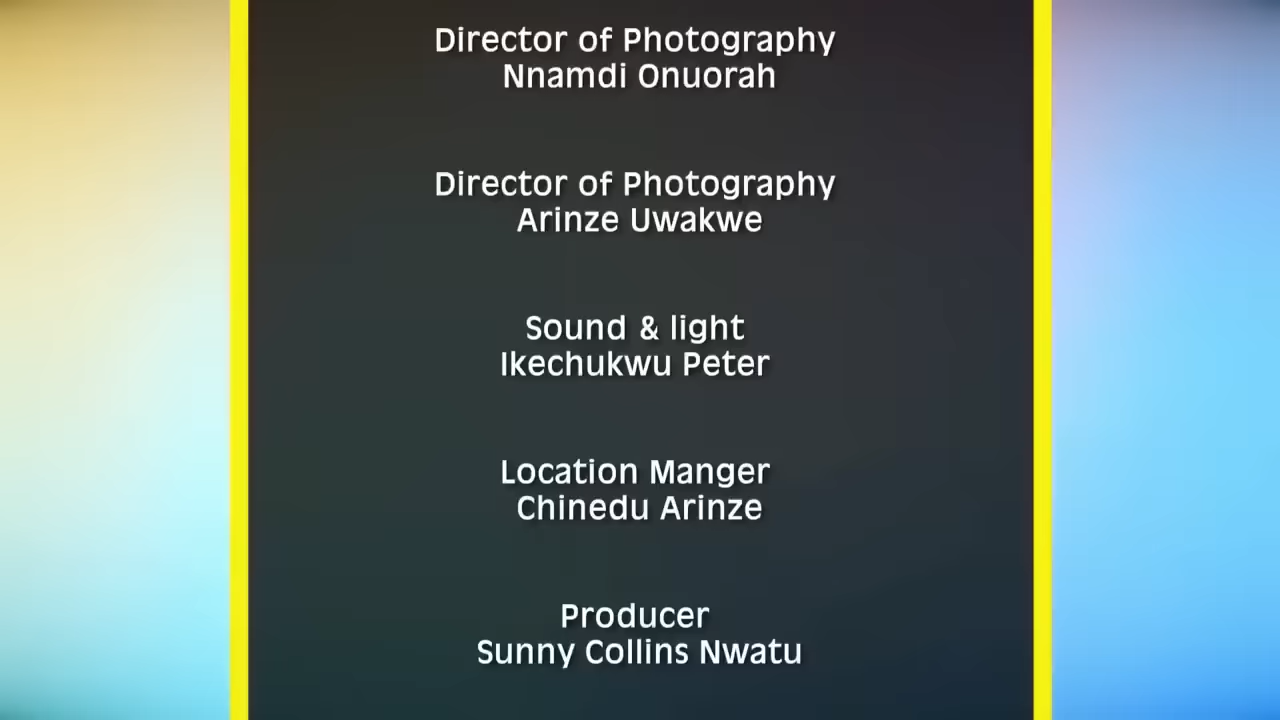 Director of Photography
Nnamdi Onuorah
Director of Photography
Arinze Uwakwe
Sound & light
Ikechukwu Peter
Location Manger
Chinedu Arinze
Producer
Sunny Collins Nwatu